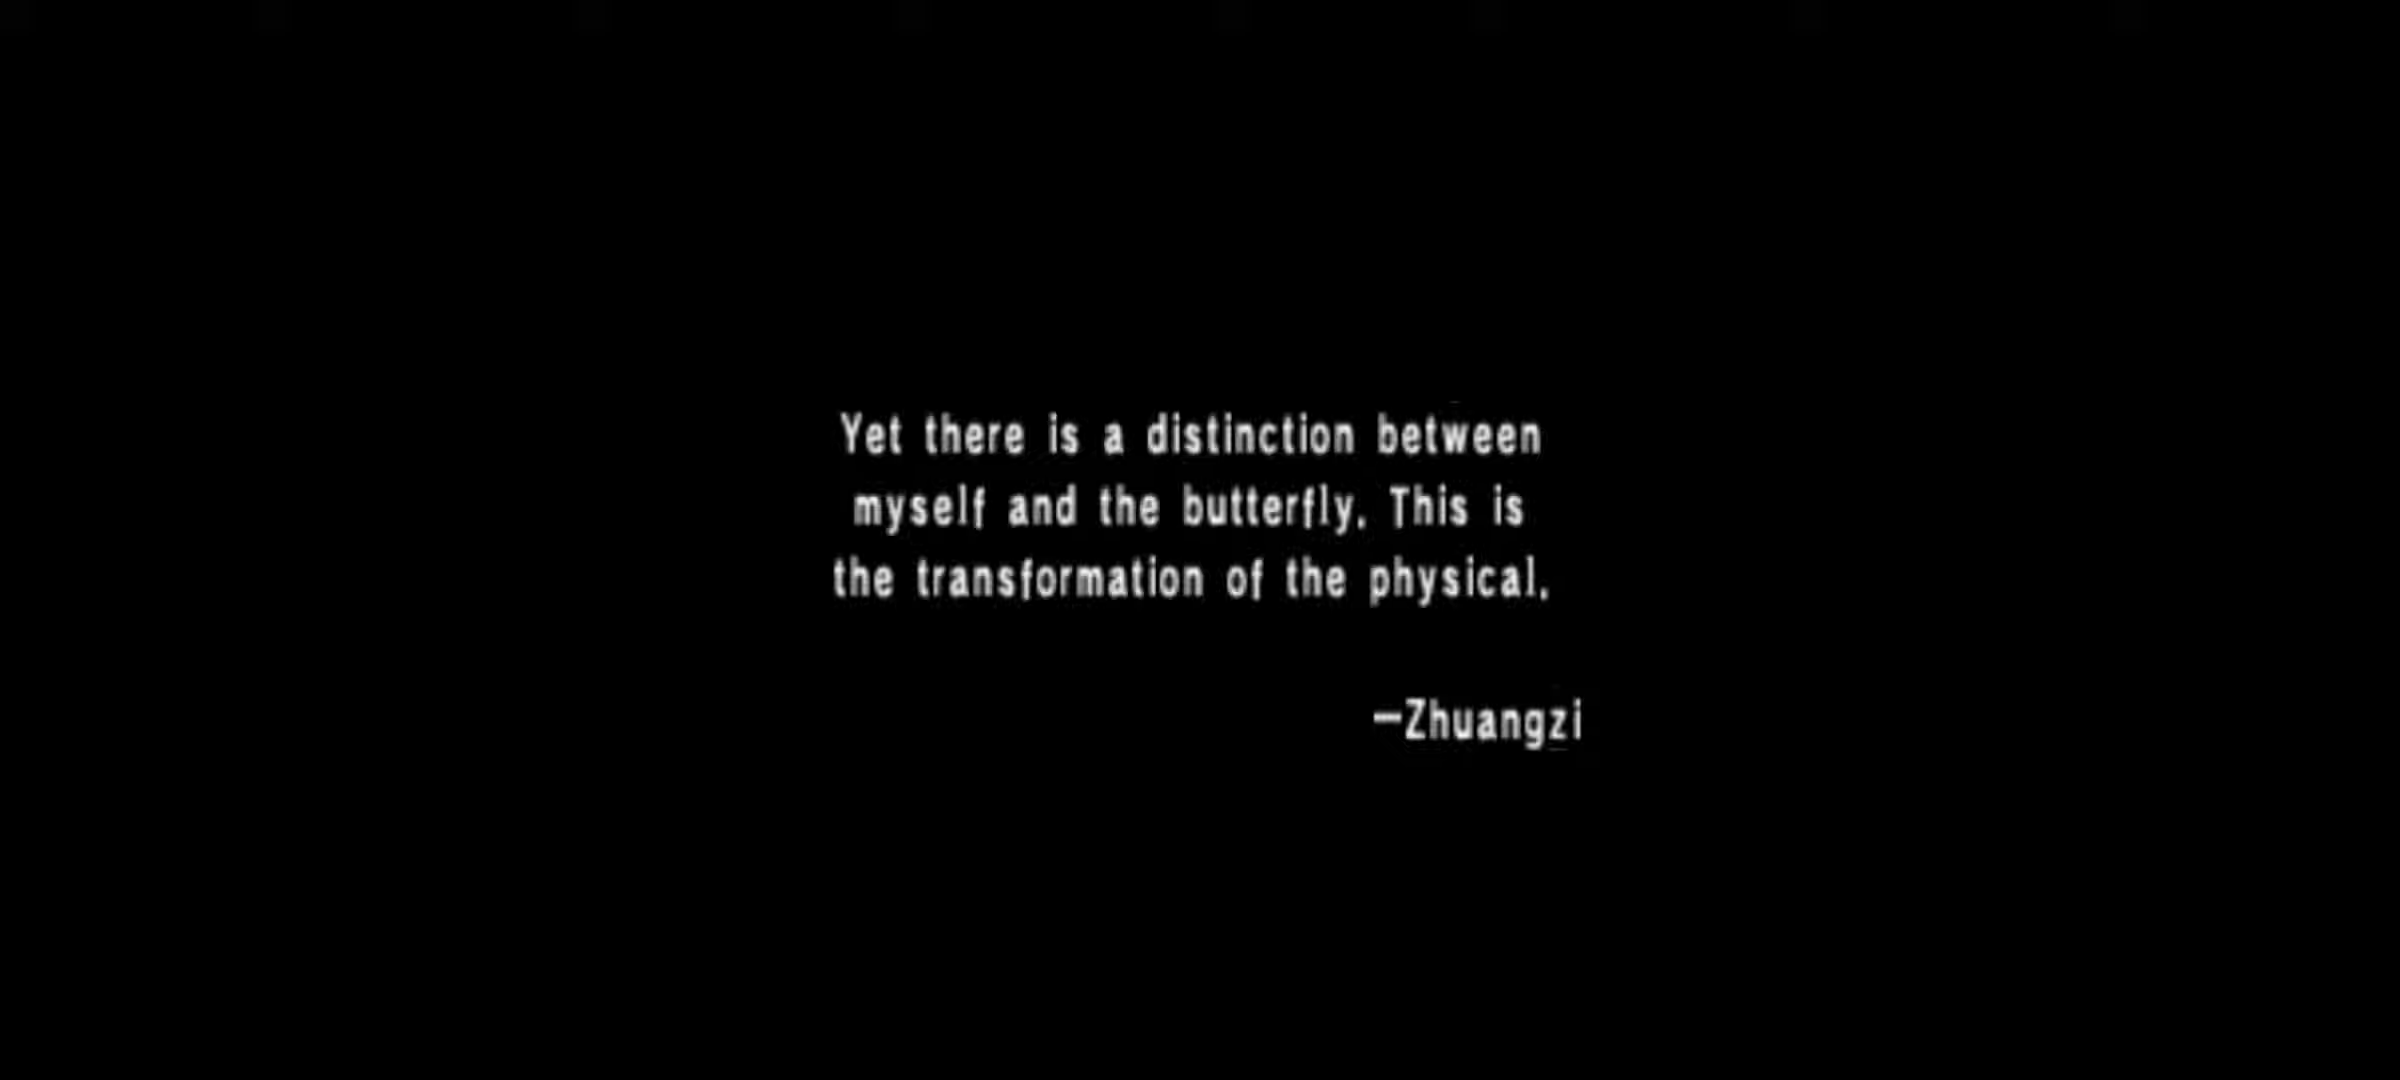 Yet there is a distinction between
myself and the butterfly. This is
the transformation of the physical.
—Zhuangzi